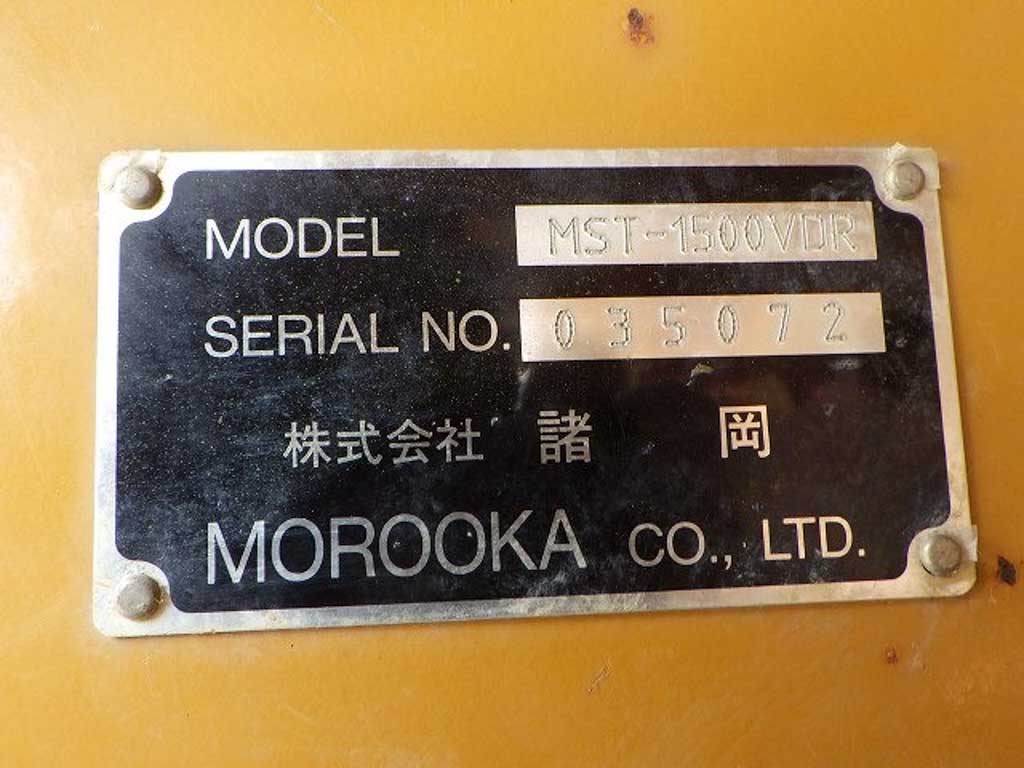 MODEL MST-1500VDR
SERIAL NO. 035072
株式会社 諸 岡
MOROOKA CO., LTD.